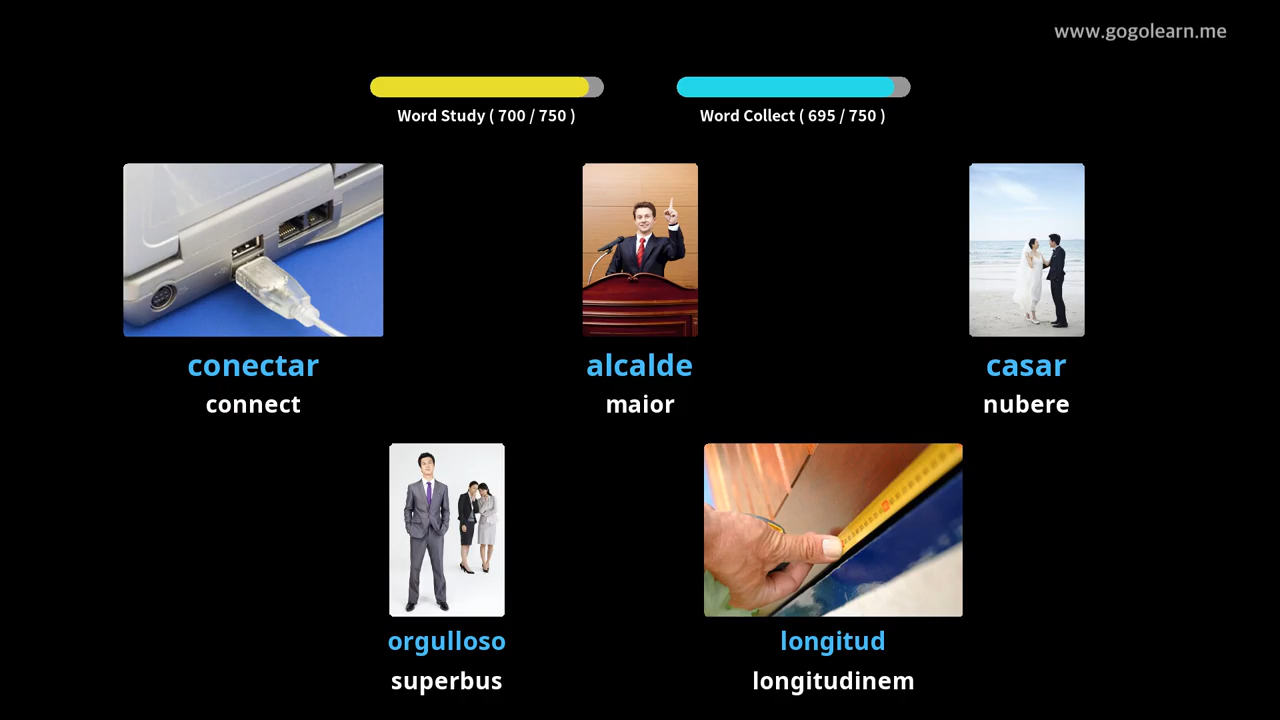 www.gogolearn.me
Word Study ( 700 / 750 )
Word Collect ( 695 / 750 )
conectar
connect
alcalde
maior
casar
nubere
orgulloso
superbus
longitud
longitudinem